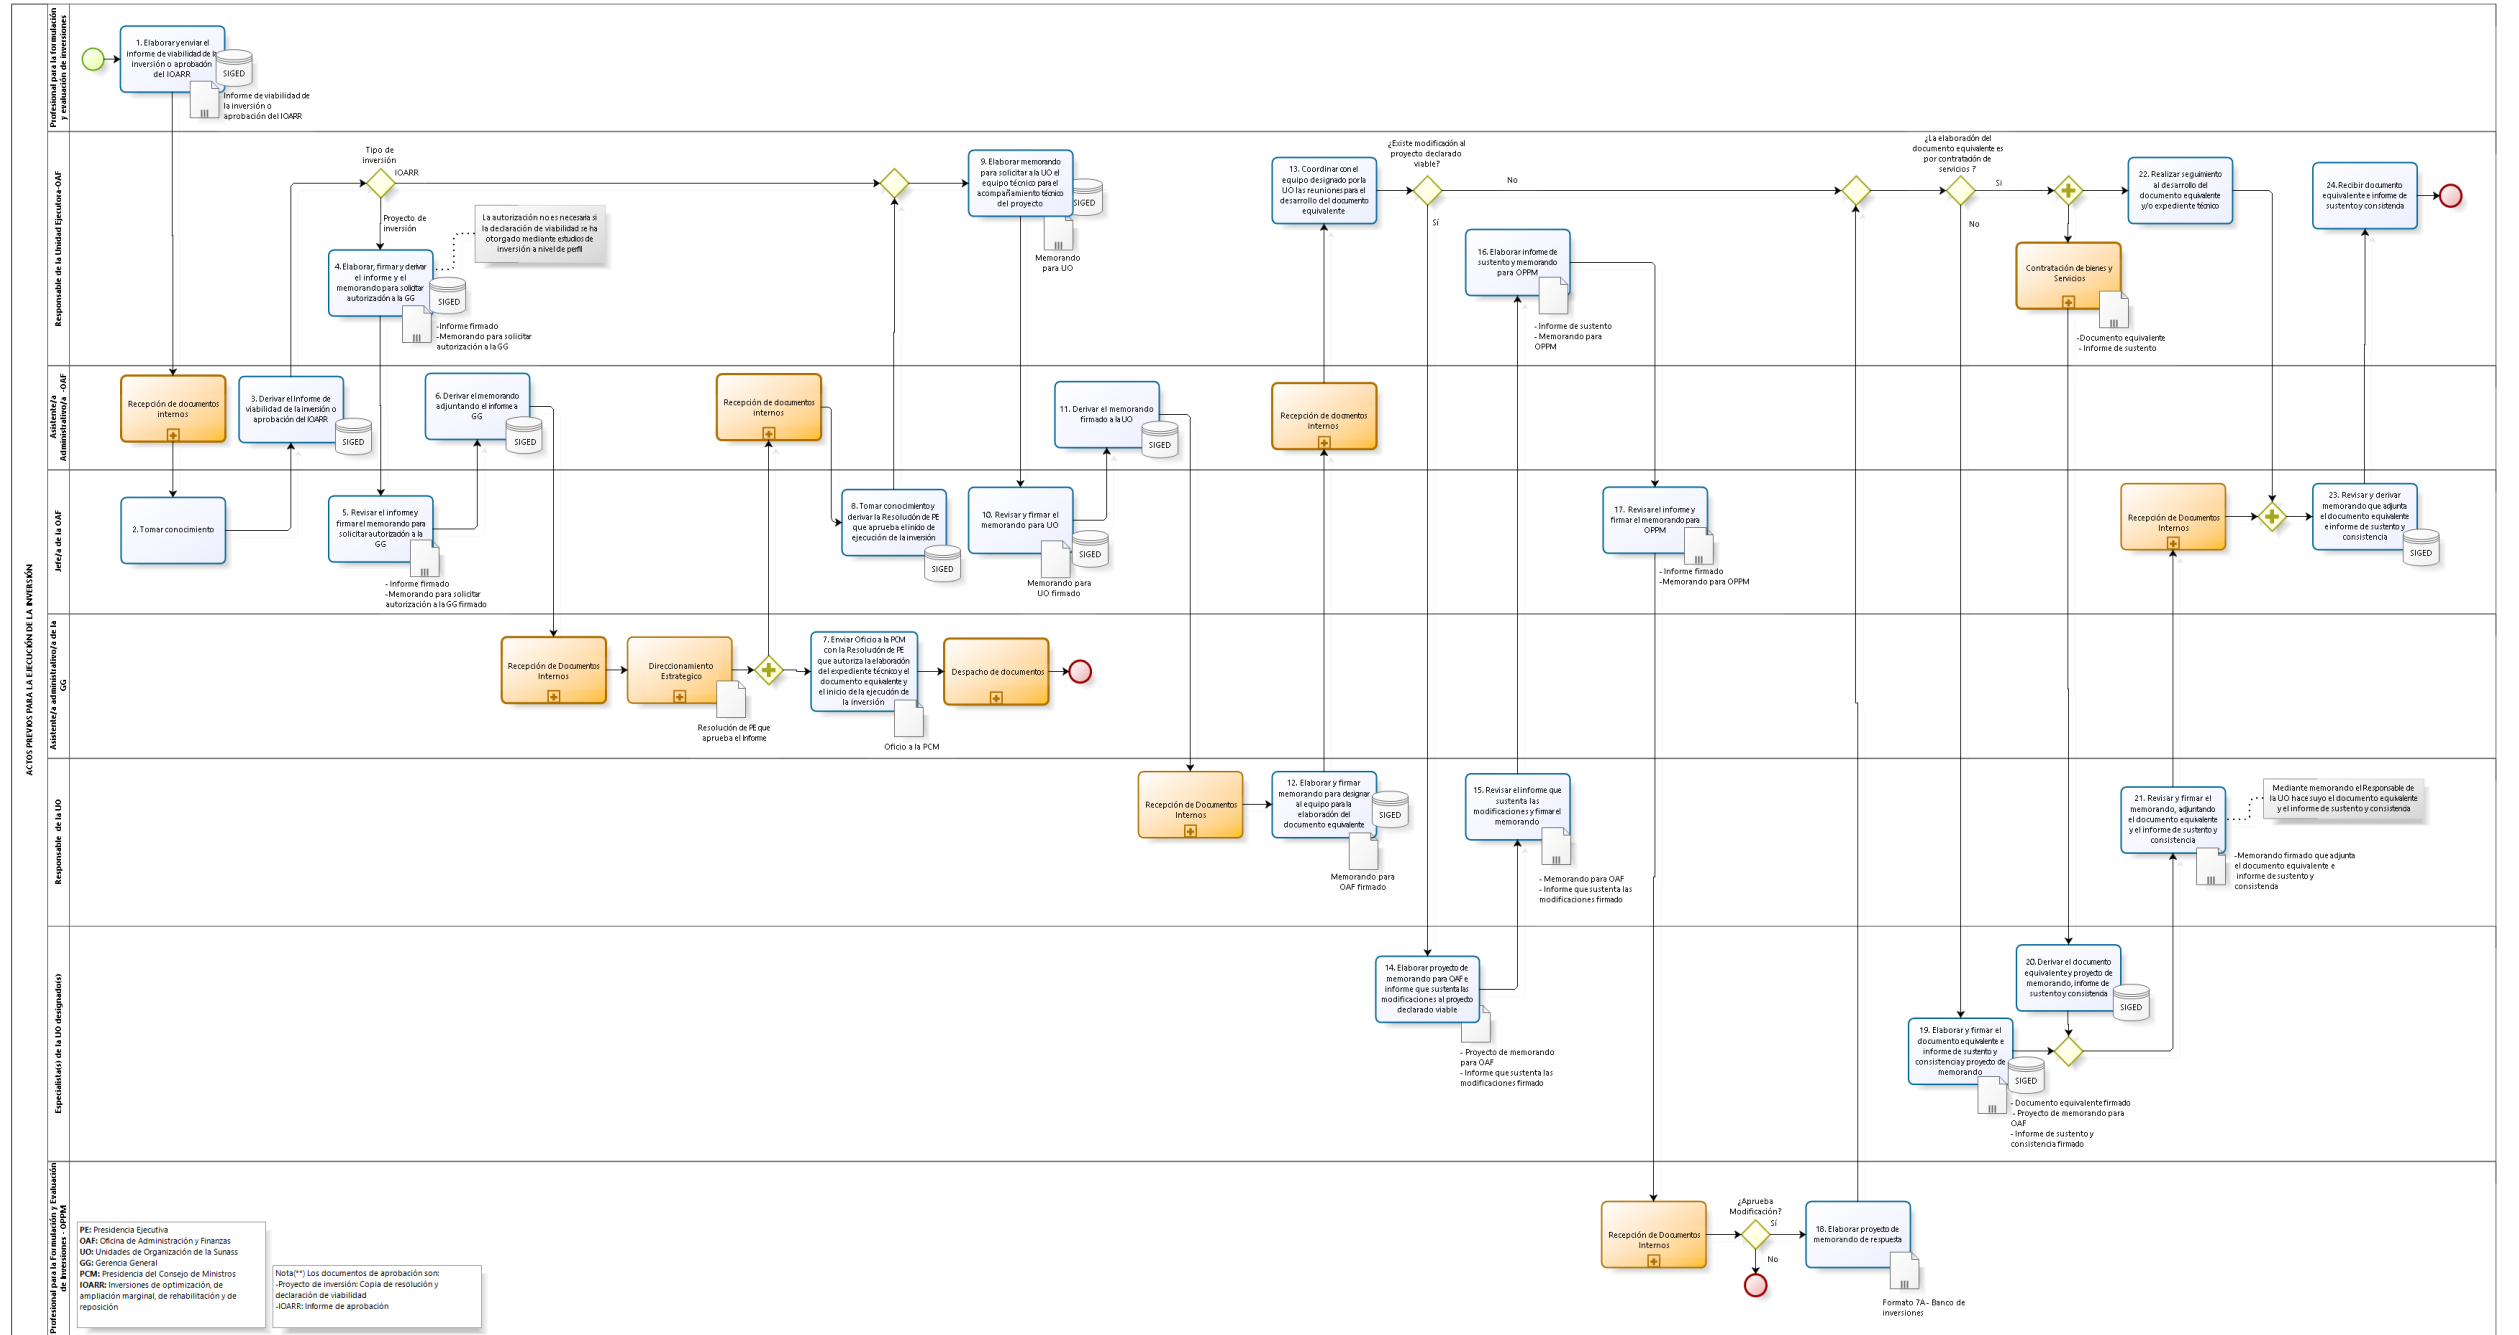 ACTOS PREVIOS PARA LA EJECUCIÓN DE LA INVERSIÓN
Profesional para la formulación
y evaluación de inversiones
1. Elaborar y enviar el
informe de viabilidad de la
inversión o aprobación
del IOARR
SIGED
Informe de viabilidad de
la inversión o
aprobación del IOARR
Responsable de la Unidad Ejecutora-OAF
Tipo de
inversión
IOARR
Proyecto de
inversión
La autorización no es necesaria si
la declaración de viabilidad se ha
otorgado mediante estudios de
inversión a nivel de perfil
4. Elaborar, firmar y derivar
el informe y el
memorando para solicitar
autorización a la GG
SIGED
-Informe firmado
-Memorando para solicitar
autorización a la GG
9. Elaborar memorando
para solicitar a la UO el
equipo técnico para el
acompañamiento técnico
del proyecto
SIGED
Memorando
para UO
13. Coordinar con el
equipo designado por la
UO las reuniones para el
desarrollo del documento
equivalente
¿Existe modificación al
proyecto declarado
viable?
No
Sí
16. Elaborar informe de
sustento y memorando
para OPPM
- Informe de sustento
- Memorando para
OPPM
¿La elaboración del
documento equivalente es
por contratación de
servicios ?
Si
No
Contratación de bienes y
Servicios
-Documento equivalente
- Informe de sustento
22. Realizar seguimiento
al desarrollo del
documento equivalente
y/o expediente técnico
24. Recibir documento
equivalente e informe de
sustento y consistencia
Asistente/a
Administrativo/a -OAF
Recepción de documentos
internos
3. Derivar el Informe de
viabilidad de la inversión o
aprobación del IOARR
SIGED
6. Derivar el memorando
adjuntando el informe a
GG
SIGED
Recepción de documentos
internos
11. Derivar el memorando
firmado a la UO
SIGED
Recepción de documentos
internos
Jefe/a de la OAF
2. Tomar conocimiento
5. Revisar el informe y
firmar el memorando para
solicitar autorización a la
GG
- Informe firmado
-Memorando para solicitar
autorización a la GG firmado
8. Tomar conocimiento y
derivar la Resolución de PE
que aprueba el inicio de
ejecución de la inversión
SIGED
10. Revisar y firmar el
memorando para UO
SIGED
Memorando para
UO firmado
17. Revisar el informe y
firmar el memorando para
OPPM
- Informe firmado
-Memorando para OPPM
Recepción de Documentos
Internos
23. Revisar y derivar
memorando que adjunta
el documento equivalente
e informe de sustento y
consistencia
SIGED
Asistente/a administrativo/a de la
GG
Recepción de Documentos
Internos
Direccionamiento
Estrategico
Resolución de PE que
aprueba el Informe
7. Enviar Oficio a la PCM
con la Resolución de PE
que autoriza la elaboración
del expediente técnico y el
documento equivalente y
el inicio de la ejecución de
la inversión
Oficio a la PCM
Despacho de documentos
Responsable de la UO
Recepción de Documentos
Internos
12. Elaborar y firmar
memorando para designar
al equipo para la
elaboración del
documento equivalente
SIGED
Memorando para
OAF firmado
15. Revisar el informe que
sustenta las
modificaciones y firmar el
memorando
- Memorando para OAF
- Informe que sustenta las
modificaciones firmado
21. Revisar y firmar el
memorando, adjuntando
el documento equivalente
y el informe de sustento y
consistencia
Mediante memorando el Responsable de
la UO hace suyo el documento equivalente
y el informe de sustento y consistencia
-Memorando firmado que adjunta
el documento equivalente e
informe de sustento y
consistencia
Especialista(s) de la UO designado(s)
14. Elaborar proyecto de
memorando para OAF e
informe que sustenta las
modificaciones al proyecto
declarado viable
- Proyecto de memorando
para OAF
- Informe que sustenta las
modificaciones firmado
20. Derivar el documento
equivalente y proyecto de
memorando, informe de
sustento y consistencia
SIGED
19. Elaborar y firmar el
documento equivalente e
informe de sustento y
consistencia y proyecto de
memorando
SIGED
- Documento equivalente firmado
- Proyecto de memorando para
OAF
- Informe de sustento y
consistencia firmado
Profesional para la Formulación y Evaluación
de Inversiones - OPPM
PE: Presidencia Ejecutiva
OAF: Oficina de Administración y Finanzas
UO: Unidades de Organización de la Sunass
GG: Gerencia General
PCM: Presidencia del Consejo de Ministros
IOARR: Inversiones de optimización, de
ampliación marginal, de rehabilitación y de
reposición
Nota(**) Los documentos de aprobación son:
-Proyecto de inversión: Copia de resolución y
declaración de viabilidad
-IOARR: Informe de aprobación
Recepción de Documentos
Internos
¿Aprueba
Modificación?
Sí
No
18. Elaborar proyecto de
memorando de respuesta
Formato 7A - Banco de
inversiones